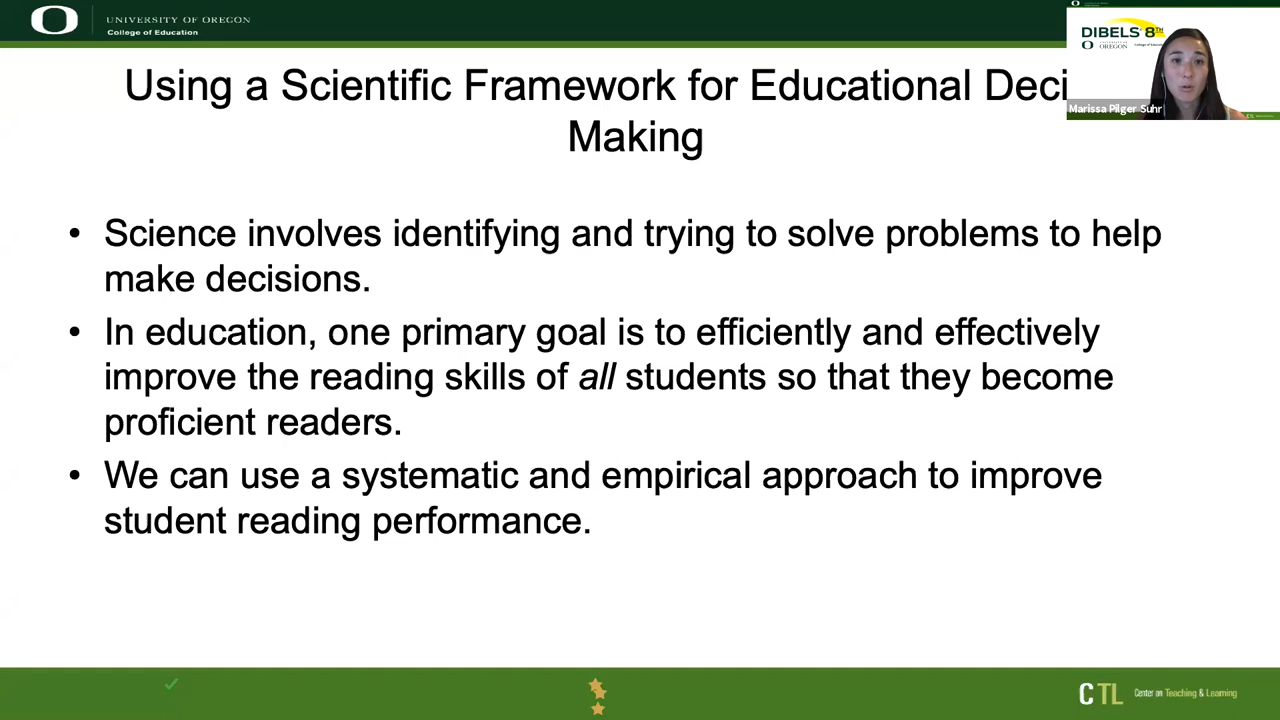 UNIVERSITY OF OREGON
College of Education
DIBELS 8TH
OREGON
Marissa Pilger Suhr
Using a Scientific Framework for Educational Deci
Making
• Science involves identifying and trying to solve problems to help
make decisions.
• In education, one primary goal is to efficiently and effectively
improve the reading skills of all students so that they become
proficient readers.
• We can use a systematic and empirical approach to improve
student reading performance.
CTL Center on Teaching & Learning